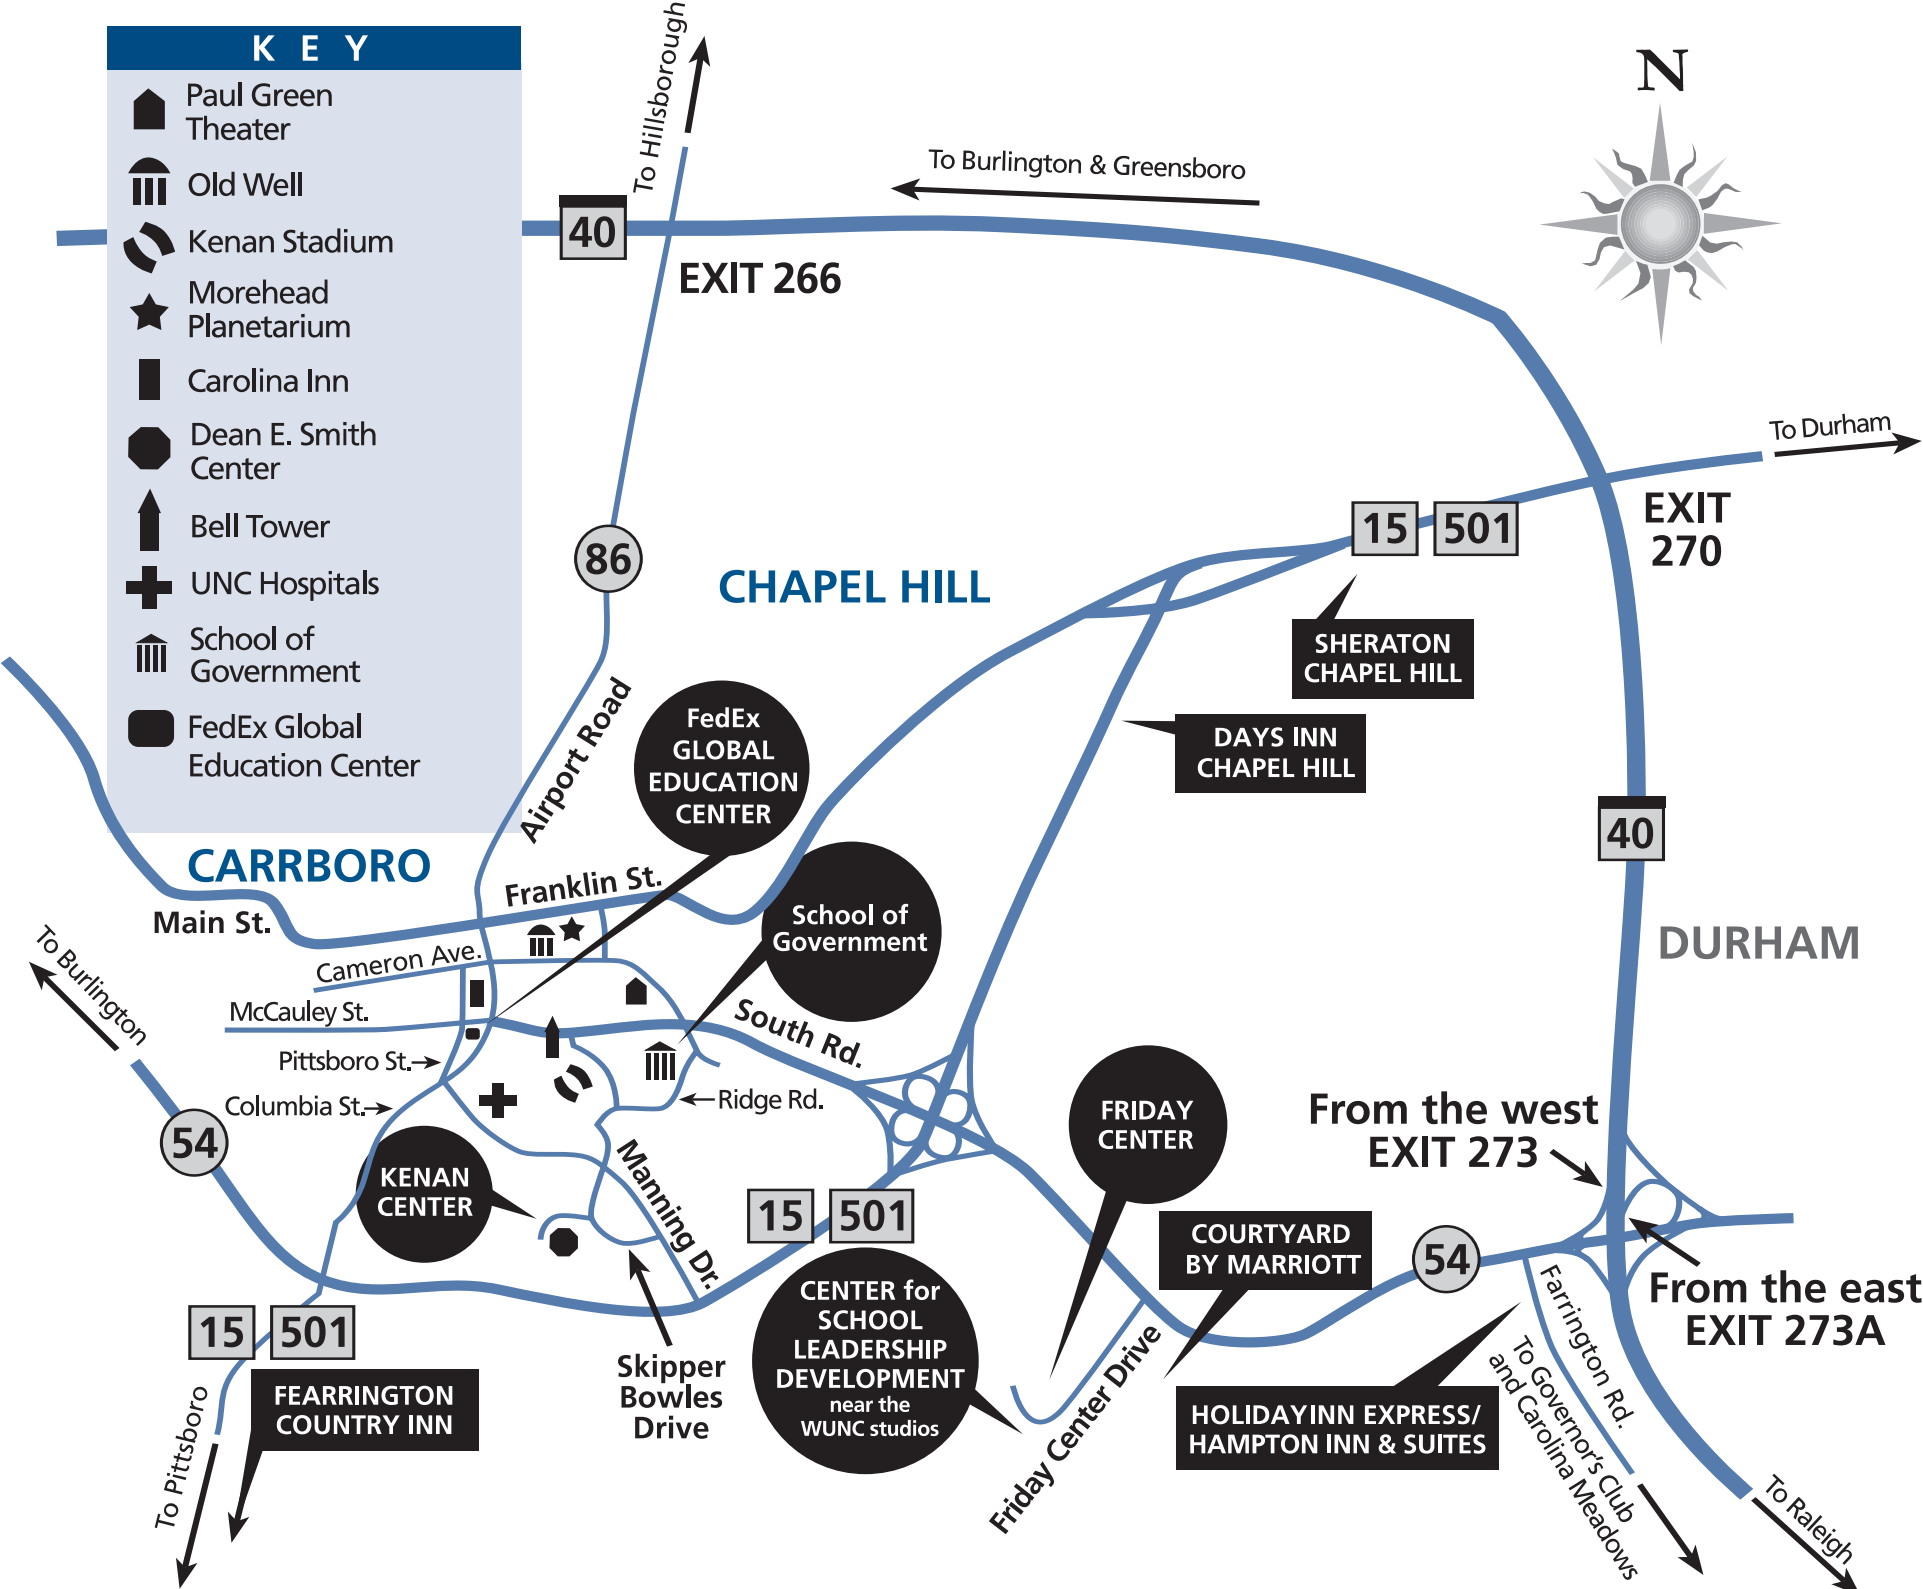 KEY
Paul Green
Theater
Old Well
Kenan Stadium
Morehead
Planetarium
Carolina Inn
Dean E. Smith
Center
Bell Tower
UNC Hospitals
School of
Government
FedEx Global
Education Center
To Hillsborough
40
EXIT 266
To Burlington & Greensboro
N
To Durham
EXIT
270
15
501
86
CHAPEL HILL
SHERATON
CHAPEL HILL
DAYS INN
CHAPEL HILL
Airport Road
FedEx
GLOBAL
EDUCATION
CENTER
40
CARRBORO
Franklin St.
Main St.
School of
Government
DURHAM
To Burlington
Cameron Ave.
McCauley St.
South Rd.
Pittsboro St.
Columbia St.
Ridge Rd.
54
FRIDAY
CENTER
From the west
EXIT 273
KENAN
CENTER
Manning Dr.
15
501
COURTYARD
BY MARRIOTT
54
From the east
EXIT 273A
Farrington Rd.
To Governor's Club
and Carolina Meadows
CENTER for
SCHOOL
LEADERSHIP
DEVELOPMENT
near the
WUNC studios
15
501
Skipper
Bowles
Drive
FEARRINGTON
COUNTRY INN
Friday Center Drive
HOLIDAY INN EXPRESS/
HAMPTON INN & SUITES
To Pittsboro
To Raleigh